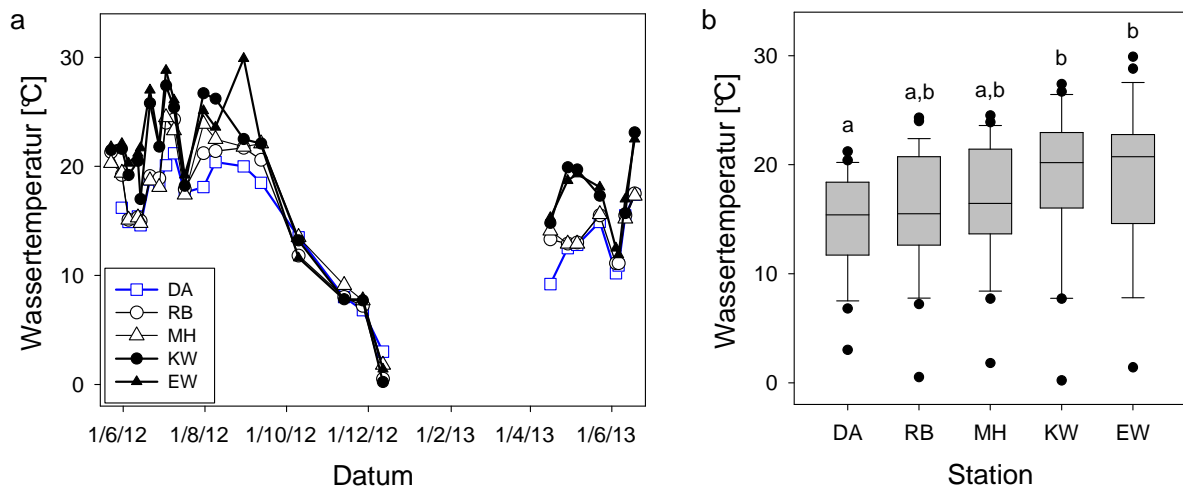 a
Wassertemperatur [°C]
30
20
10
0
DA
RB
MH
KW
EW
1/6/12 1/8/12 1/10/12 1/12/12 1/2/13 1/4/13 1/6/13
Datum
b
Wassertemperatur [°C]
30
20
10
0
a
a,b
a,b
b
b
DA RB MH KW EW
Station